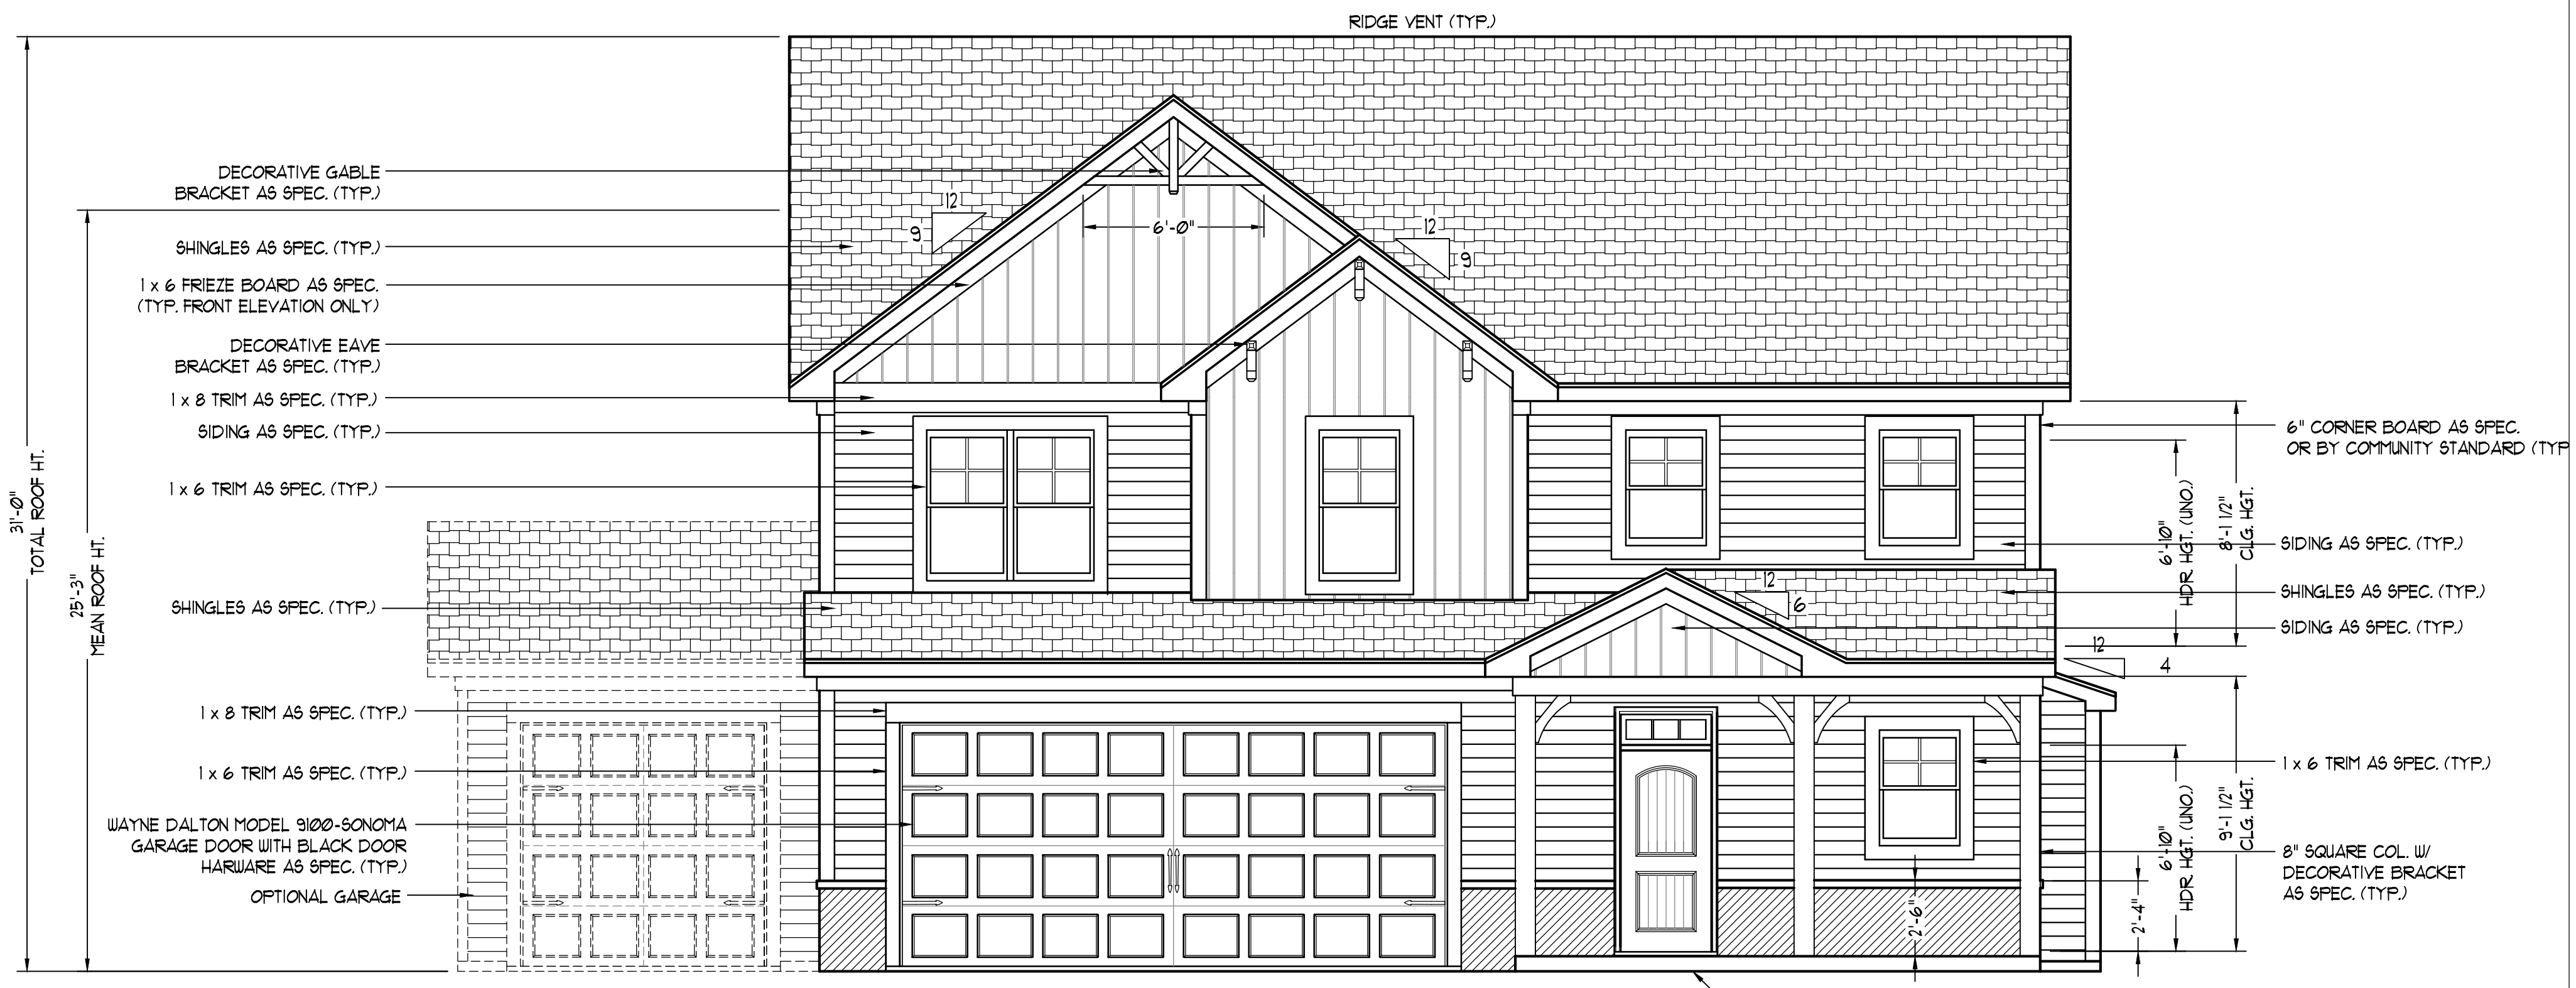 RIDGE VENT (TYP.)
DECORATIVE GABLE
BRACKET AS SPEC. (TYP.)
SHINGLES AS SPEC. (TYP.)
1 x 6 FRIEZE BOARD AS SPEC.
(TYP. FRONT ELEVATION ONLY)
DECORATIVE EAVE
BRACKET AS SPEC. (TYP.)
1 x 8 TRIM AS SPEC. (TYP.)
SIDING AS SPEC. (TYP.)
1 x 6 TRIM AS SPEC. (TYP.)
SHINGLES AS SPEC. (TYP.)
1 x 8 TRIM AS SPEC. (TYP.)
1 x 6 TRIM AS SPEC. (TYP.)
WAYNE DALTON MODEL 9100-SONOMA
GARAGE DOOR WITH BLACK DOOR
HARWARE AS SPEC. (TYP.)
OPTIONAL GARAGE
31'-0"
TOTAL ROOF HT.
25'-3"
MEAN ROOF HT.
12
9
6'-0"
12
9
12
6
12
4
6" CORNER BOARD AS SPEC.
OR BY COMMUNITY STANDARD (TYP
6'-10"
HDR. HGT. (UNO.)
8'-1 1/2"
CLG. HGT.
SIDING AS SPEC. (TYP.)
SHINGLES AS SPEC. (TYP.)
SIDING AS SPEC. (TYP.)
1 x 6 TRIM AS SPEC. (TYP.)
6'-10"
HDR. HGT. (UNO.)
9'-1 1/2"
CLG. HGT.
8" SQUARE COL. W/
DECORATIVE BRACKET
AS SPEC. (TYP.)
2'-6"
2'-4"